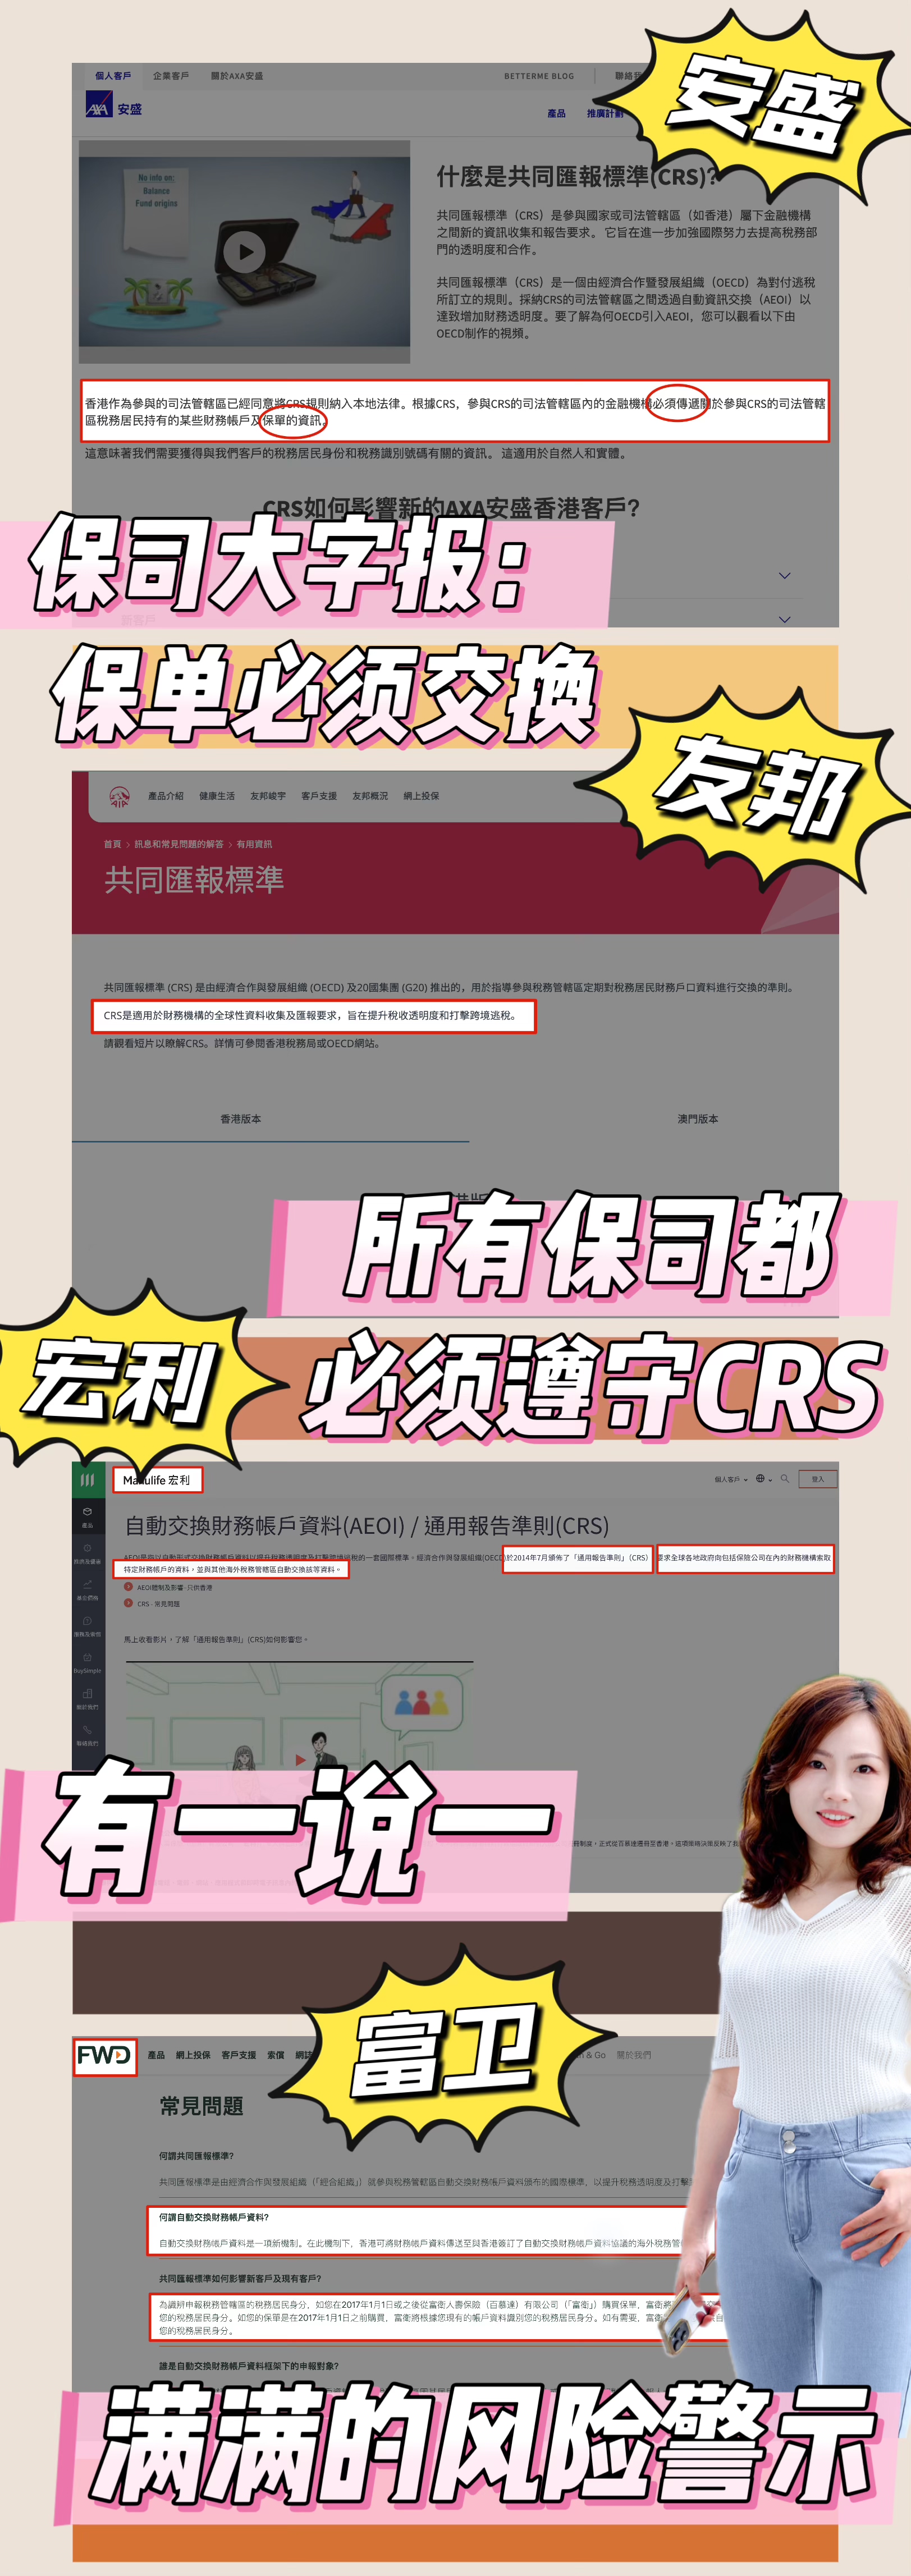 個人客戶 企業客戶 關於AXA安盛 BETTERME BLOG 聯絡我
安盛
AXA 安盛
產品 推廣計劃
No info on:
Balance
Fund origins
什麼是共同匯報標準(CRS)?
共同匯報標準（CRS）是參與國家或司法管轄區（如香港）屬下金融機構
之間新的資訊收集和報告要求。 它旨在進一步加強國際努力去提高稅務部
門的透明度和合作。
共同匯報標準（CRS）是一個由經濟合作暨發展組織（OECD）為對付逃稅
所訂立的規則。採納CRS的司法管轄區之間透過自動資訊交換（AEOI）以
達致增加財務透明度。要了解為何OECD引入AEOI，您可以觀看以下由
OECD制作的視頻。
香港作為參與的司法管轄區已經同意將CRS規則納入本地法律。根據CRS，參與CRS的司法管轄區內的金融機構必須傳遞關於參與CRS的司法管轄
區稅務居民持有的某些財務帳戶及保單的資訊。
這意味著我們需要獲得與我們客戶的稅務居民身份和稅務識別號碼有關的資訊。 這適用於自然人和實體。
CRS如何影響新的AXA安盛香港客戶?
保司大字报：
新客戶
保单必须交换
友邦
AIA
產品介紹 健康生活 友邦峻宇 客戶支援 友邦概況 網上投保
首頁 > 訊息和常見問題的解答 > 有用資訊
共同匯報標準
共同匯報標準 (CRS) 是由經濟合作與發展組織 (OECD) 及20國集團 (G20) 推出的，用於指導參與稅務管轄區定期對稅務居民財務戶口資料進行交換的準則。
CRS是適用於財務機構的全球性資料收集及匯報要求，旨在提升稅收透明度和打擊跨境逃稅。
請觀看短片以瞭解CRS。詳情可參閱香港稅務局或OECD網站。
香港版本 澳門版本
所有保司都
宏利
必须遵守CRS
Manulife 宏利
個人客戶 登入
產品
自動交換財務帳戶資料(AEOI) / 通用報告準則(CRS)
AEOI是指以自動形式交換財務帳戶資料以提升稅務透明度及打擊跨境逃稅的一套國際標準。經濟合作與發展組織(OECD)於2014年7月頒佈了「通用報告準則」(CRS) 要求全球各地政府向包括保險公司在內的財務機構索取
特定財務帳戶的資料，並與其他海外稅務管轄區自動交換該等資料。
AEOI體制及影響- 只供香港
CRS - 常見問題
BuySimple
關於我們
聯絡我們
馬上收看影片，了解「通用報告準則」(CRS)如何影響您。
有一说一
冊制度，正式從百慕達遷冊至香港。這項策略決策反映了我
富卫
FWD
產品 網上投保 客戶支援 索償 網誌 & Go 關於我們
常見問題
何謂共同匯報標準?
共同匯報標準是由經濟合作與發展組織（「經合組織」）就參與稅務管轄區自動交換財務帳戶資料頒布的國際標準，以提升稅務透明度及打擊
何謂自動交換財務帳戶資料?
自動交換財務帳戶資料是一項新機制。在此機制下，香港可將財務帳戶資料傳送至與香港簽訂了自動交換財務帳戶資料協議的海外稅務管
共同匯報標準如何影響新客戶及現有客戶?
為識辨申報稅務管轄區的稅務居民身分，如您在2017年1月1日或之後從富衛人壽保險（百慕達）有限公司（「富衛」）購買保單，富衛將
您的稅務居民身分。如您的保單是在2017年1月1日之前購買，富衛將根據您現有的帳戶資料識別您的稅務居民身分。如有需要，富衛
您的稅務居民身分。
誰是自動交換財務帳戶資料框架下的申報對象?
满满的风险警示